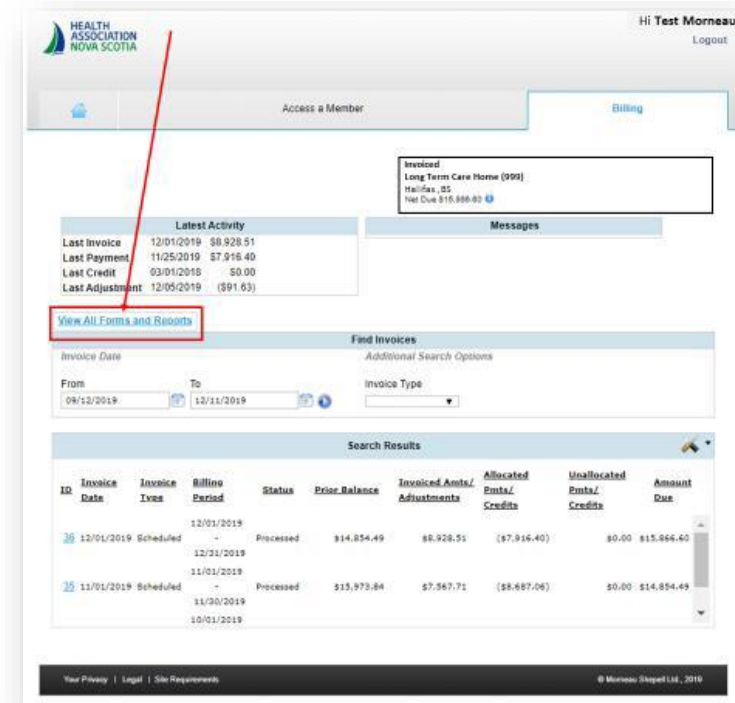 HEALTH
ASSOCIATION
NOVA SCOTIA
Hi Test Morneau
Logout
Access a Member
Billing
Invoiced
Long Term Care Home (999)
Halifax, BS
Net Due $15,866.60
Latest Activity
Messages
Last Invoice 12/01/2019 $8,928.51
Last Payment 11/25/2019 $7,916.40
Last Credit 03/01/2018 $0.00
Last Adjustment 12/05/2019 ($91.63)
View All Forms and Reports
Find Invoices
Invoice Date Additional Search Options
From To Invoice Type
09/12/2019 12/11/2019
Search Results
ID Invoice Date Invoice Type Billing Period Status Prior Balance Invoiced Amts/ Adjustments Allocated Pmts/ Credits Unallocated Pmts/ Credits Amount Due
36 12/01/2019 Scheduled 12/01/2019 - 12/31/2019 Processed $14,854.49 $8,928.51 ($7,916.40) $0.00 $15,866.60
35 11/01/2019 Scheduled 11/01/2019 - 11/30/2019 Processed $15,973.84 $7,567.71 ($8,687.06) $0.00 $14,854.49
10/01/2019
Your Privacy | Legal | Site Requirements
© Morneau Shepell Ltd., 2019